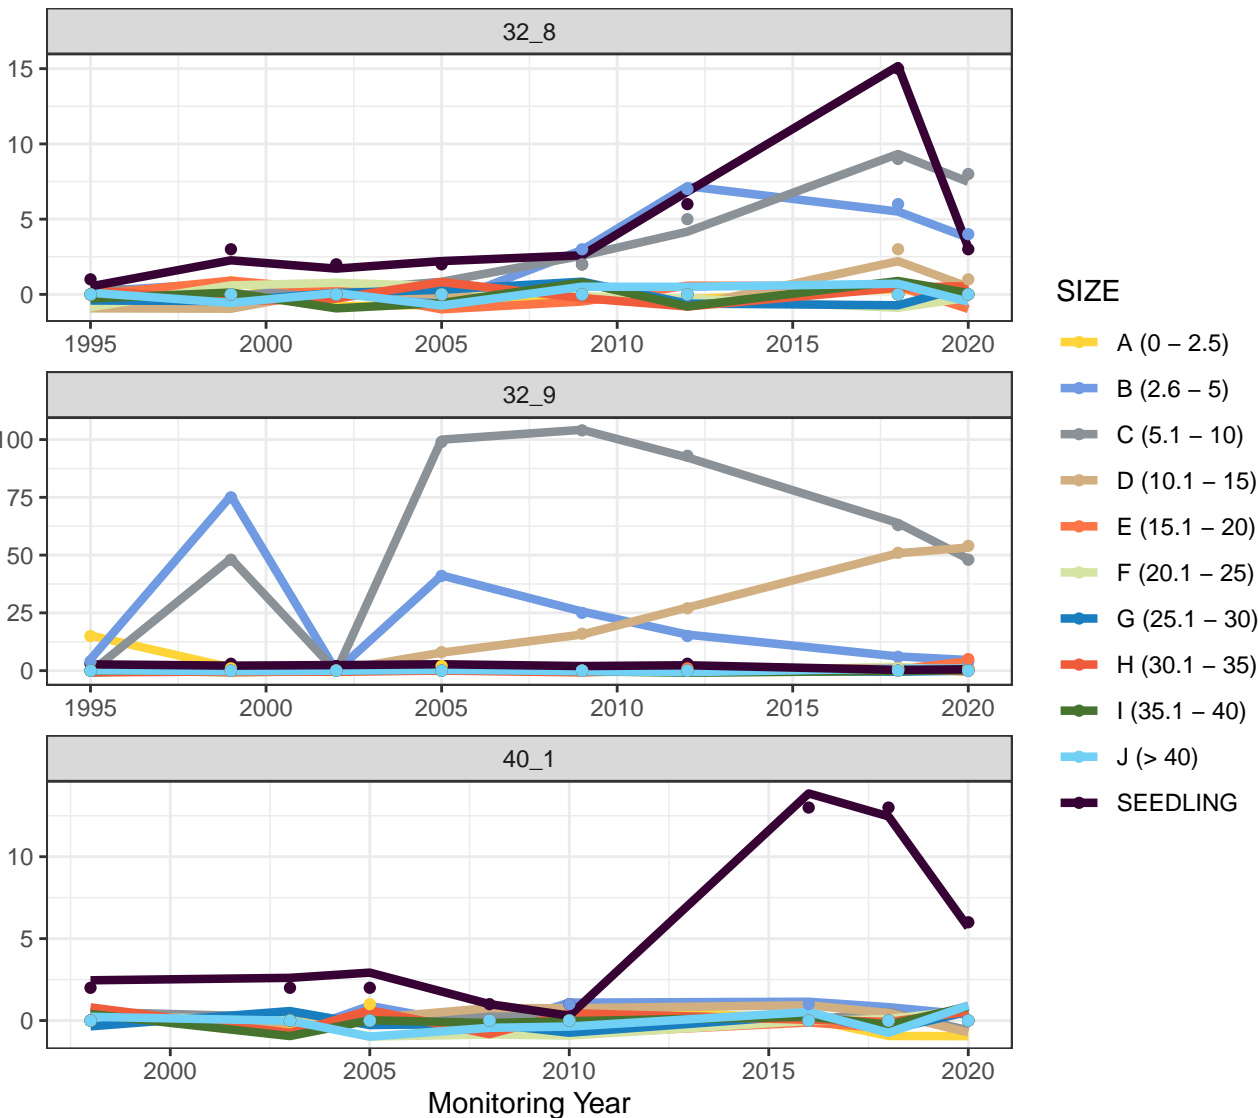 32_8
15
10
5
0
1995 2000 2005 2010 2015 2020
32_9
100
75
50
25
0
1995 2000 2005 2010 2015 2020
40_1
10
5
0
2000 2005 2010 2015 2020
Monitoring Year
SIZE
A (0 − 2.5)
B (2.6 − 5)
C (5.1 − 10)
D (10.1 − 15)
E (15.1 − 20)
F (20.1 − 25)
G (25.1 − 30)
H (30.1 − 35)
I (35.1 − 40)
J (> 40)
SEEDLING